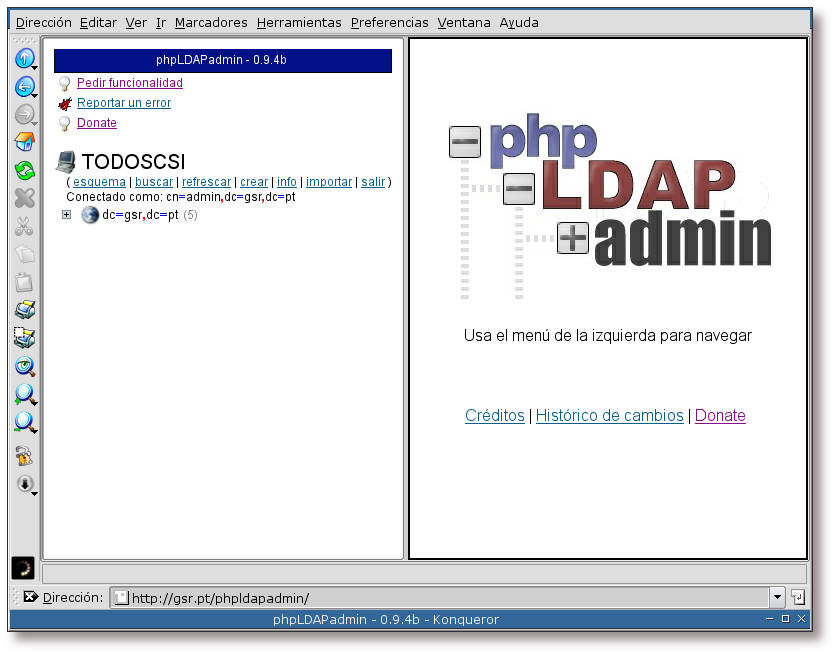 Dirección Editar Ver Ir Marcadores Herramientas Preferencias Ventana Ayuda
phpLDAPadmin - 0.9.4b
Pedir funcionalidad
Reportar un error
Donate
TODOSCSI
( esquema | buscar | refrescar | crear | info | importar | salir )
Conectado como: cn=admin,dc=gsr,dc=pt
dc=gsr,dc=pt (5)
php
LDAP
admin
Usa el menú de la izquierda para navegar
Créditos | Histórico de cambios | Donate
Dirección: http://gsr.pt/phpldapadmin/
phpLDAPadmin - 0.9.4b - Konqueror